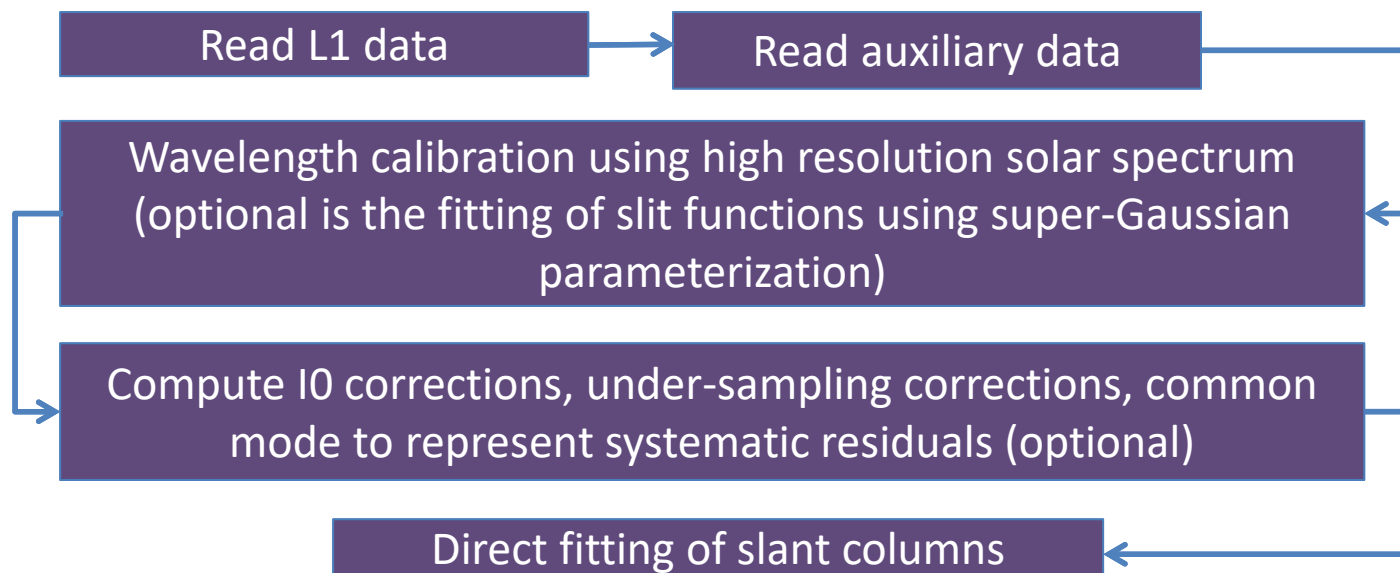 Read L1 data
Read auxiliary data
Wavelength calibration using high resolution solar spectrum
(optional is the fitting of slit functions using super-Gaussian
parameterization)
Compute I0 corrections, under-sampling corrections, common
mode to represent systematic residuals (optional)
Direct fitting of slant columns